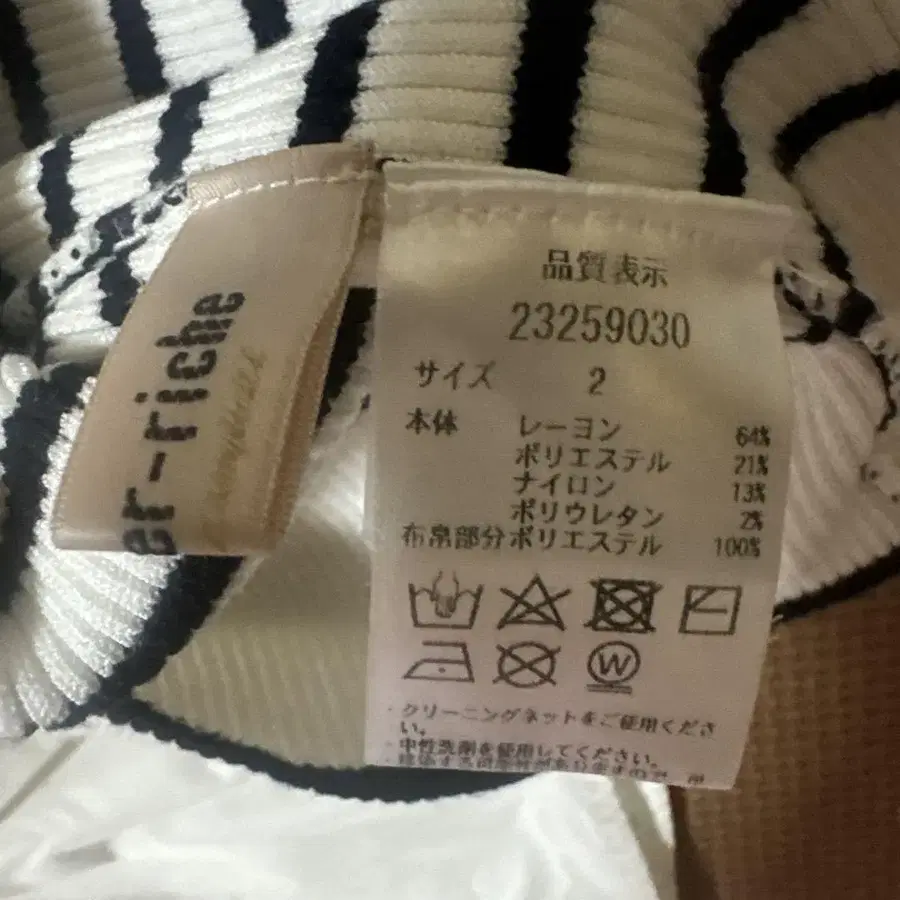 er-riche
品質表示
23259030
サイズ 2
本体 レーヨン 64%
ポリエステル 21%
ナイロン 13%
ポリウレタン 2%
布帛部分 ポリエステル 100%
W
・クリーニングネットをご使用くださ
い。
・中性洗剤を使用してください。